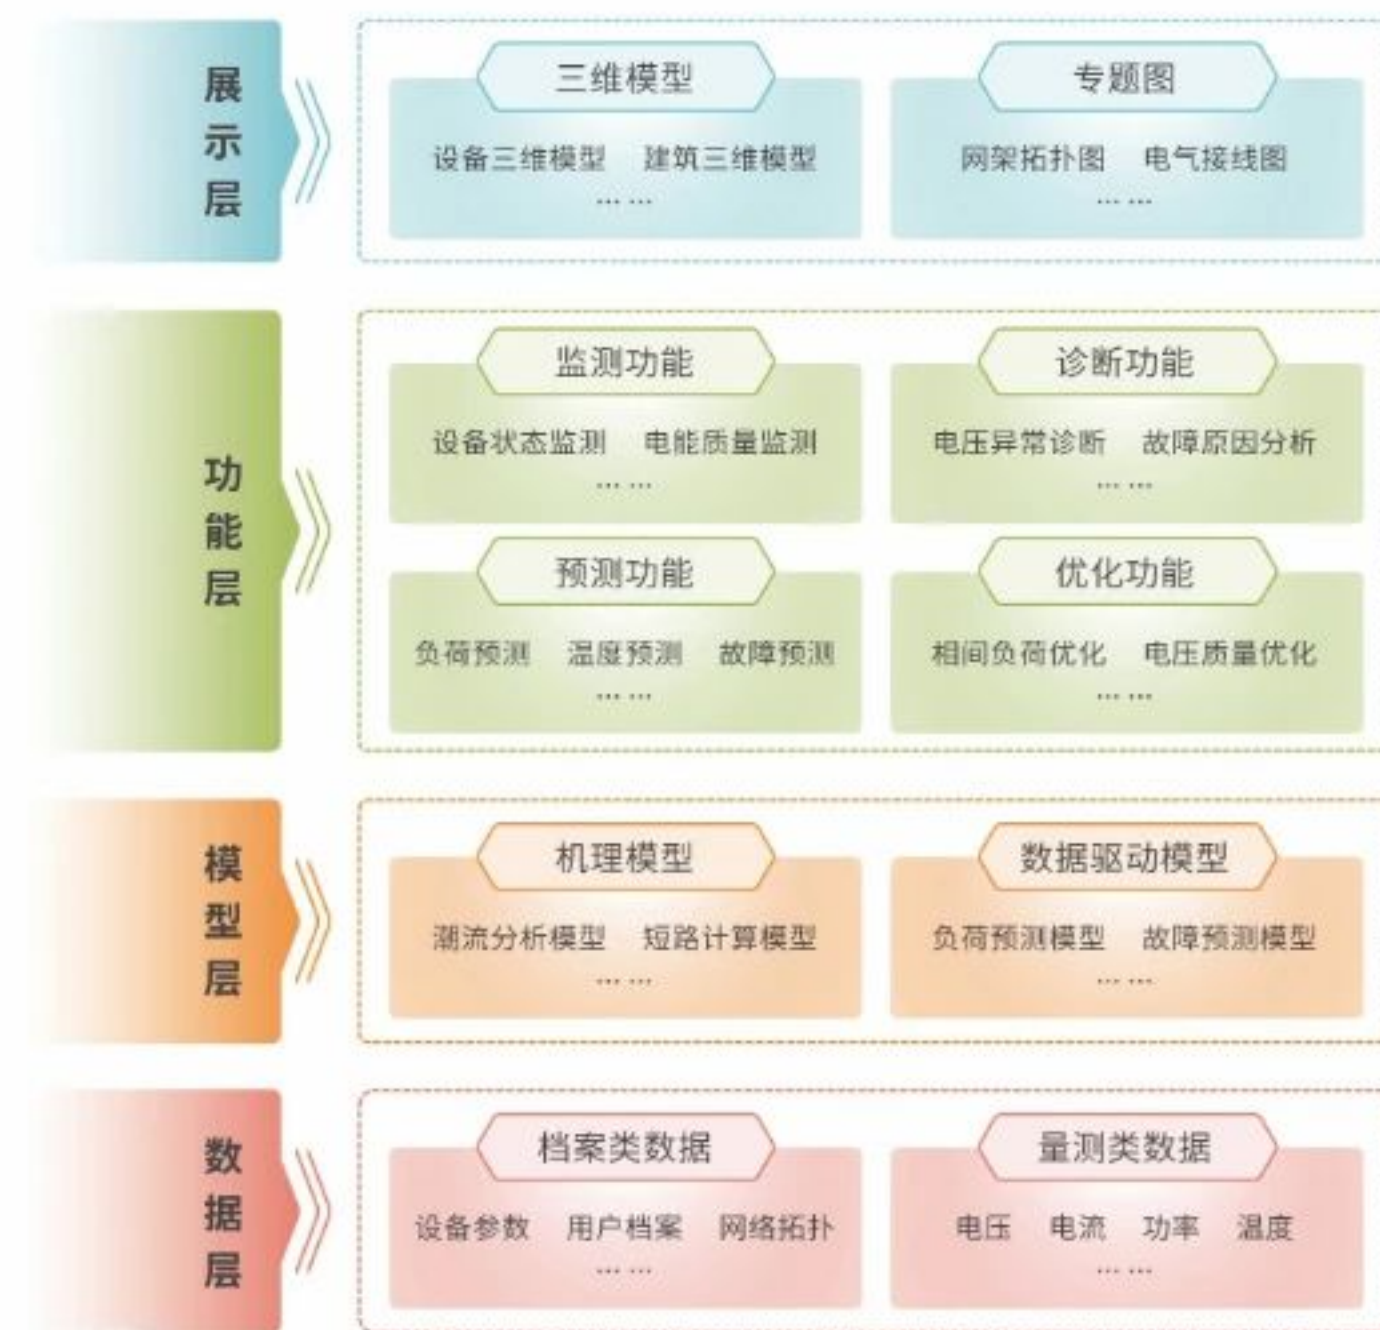 展示层
三维模型
设备三维模型 建筑三维模型
... ...
专题图
网架拓扑图 电气接线图
... ...
功能层
监测功能
设备状态监测 电能质量监测
... ...
诊断功能
电压异常诊断 故障原因分析
... ...
预测功能
负荷预测 温度预测 故障预测
... ...
优化功能
相间负荷优化 电压质量优化
... ...
模型层
机理模型
潮流分析模型 短路计算模型
... ...
数据驱动模型
负荷预测模型 故障预测模型
... ...
数据层
档案类数据
设备参数 用户档案 网络拓扑
... ...
量测类数据
电压 电流 功率 温度
... ...